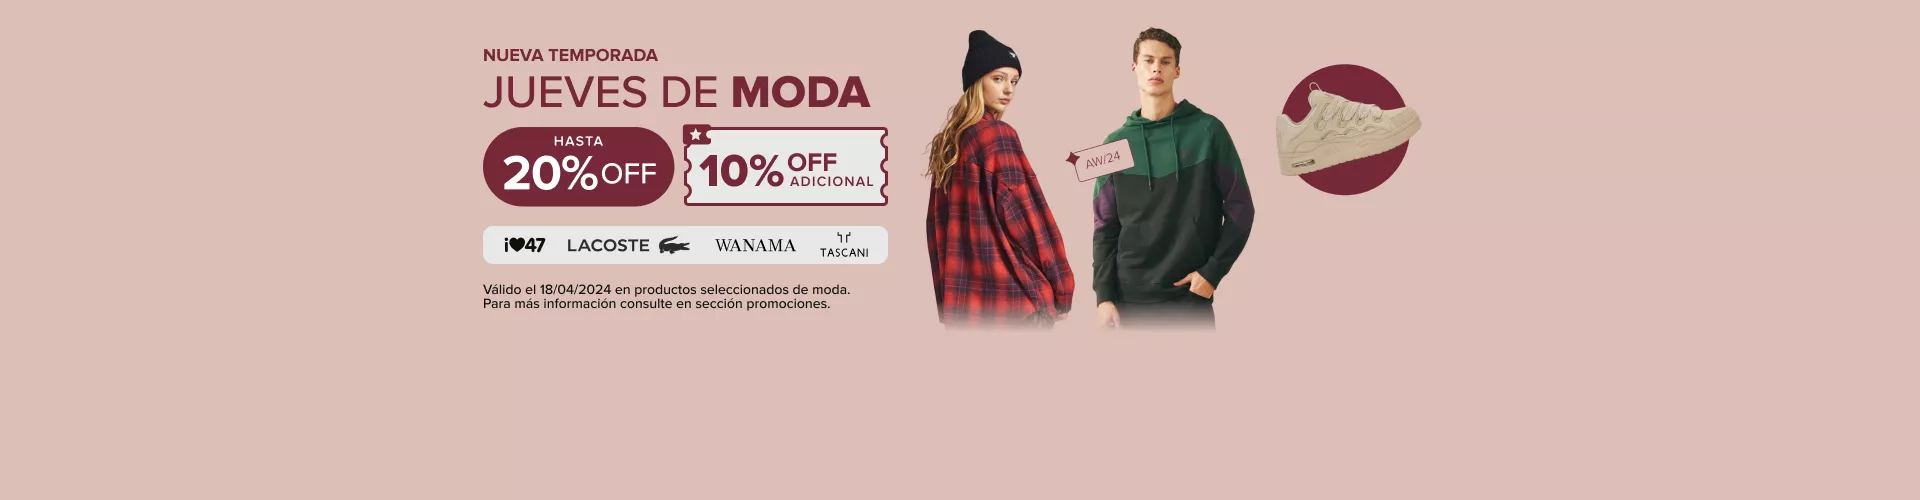 NUEVA TEMPORADA
JUEVES DE MODA
HASTA
20% OFF
10% OFF
ADICIONAL
i♥47 LACOSTE WANAMA TASCANI
Válido el 18/04/2024 en productos seleccionados de moda.
Para más información consulte en sección promociones.
AW/24